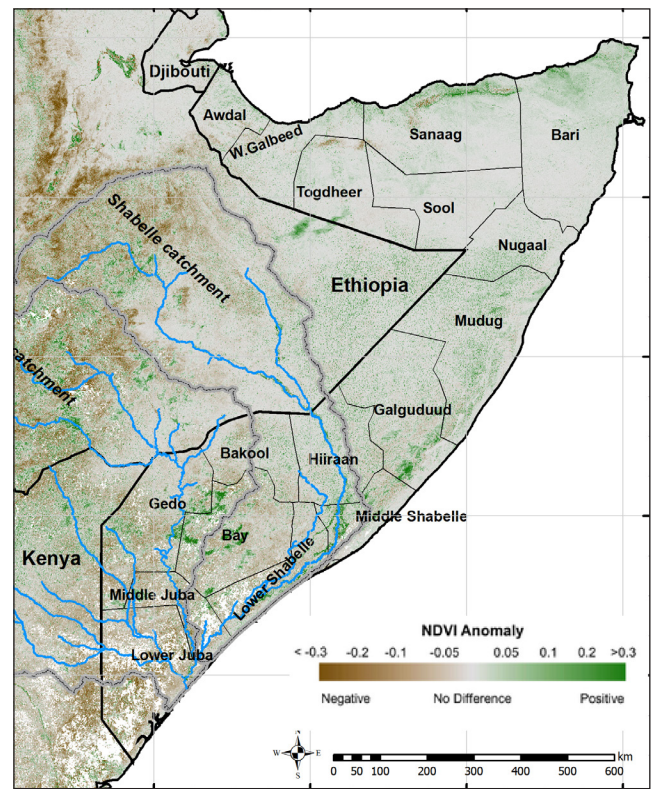 Djibouti
Awdal
W.Galbeed
Sanaag
Bari
Togdheer
Sool
Shabelle catchment
Nugaal
Ethiopia
Mudug
catchment
Galguduud
Bakool
Hiiraan
Gedo
Middle Shabelle
Bay
Kenya
Lower Shabelle
Middle Juba
Lower Juba
NDVI Anomaly
< -0.3 -0.2 -0.1 -0.05 0.05 0.1 0.2 >0.3
Negative No Difference Positive
N
W E
S
km
0 50 100 200 300 400 500 600